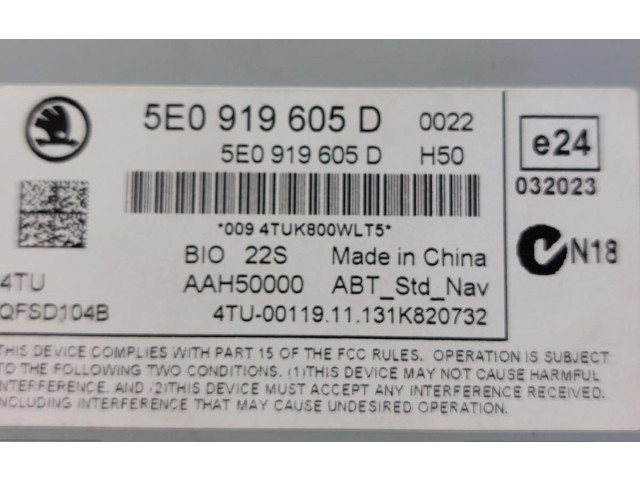 5E0 919 605 D 0022
5E0 919 605 D H50
e24
032023
*009 4TUK800WLT5*
BIO 22S Made in China
N18
4TU AAH50000 ABT_Std_Nav
QFSD104B 4TU-00119.11.131K820732
THIS DEVICE COMPLIES WITH PART 15 OF THE FCC RULES. OPERATION IS SUBJECT
TO THE FOLLOWING TWO CONDITIONS. (1)THIS DEVICE MAY NOT CAUSE HARMFUL
INTERFERENCE, AND (2)THIS DEVICE MUST ACCEPT ANY INTERFERENCE RECEIVED,
INCLUDING INTERFERENCE THAT MAY CAUSE UNDESIRED OPERATION.